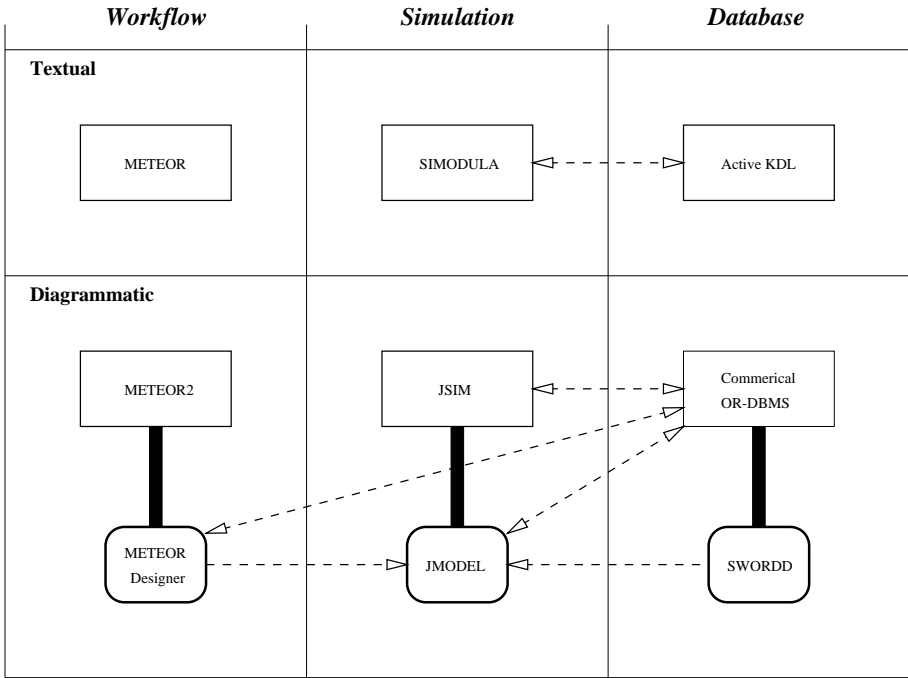 Workflow
Simulation
Database
Textual
METEOR
SIMODULA
Active KDL
Diagrammatic
METEOR2
JSIM
Commerical
OR-DBMS
METEOR
Designer
JMODEL
SWORDD